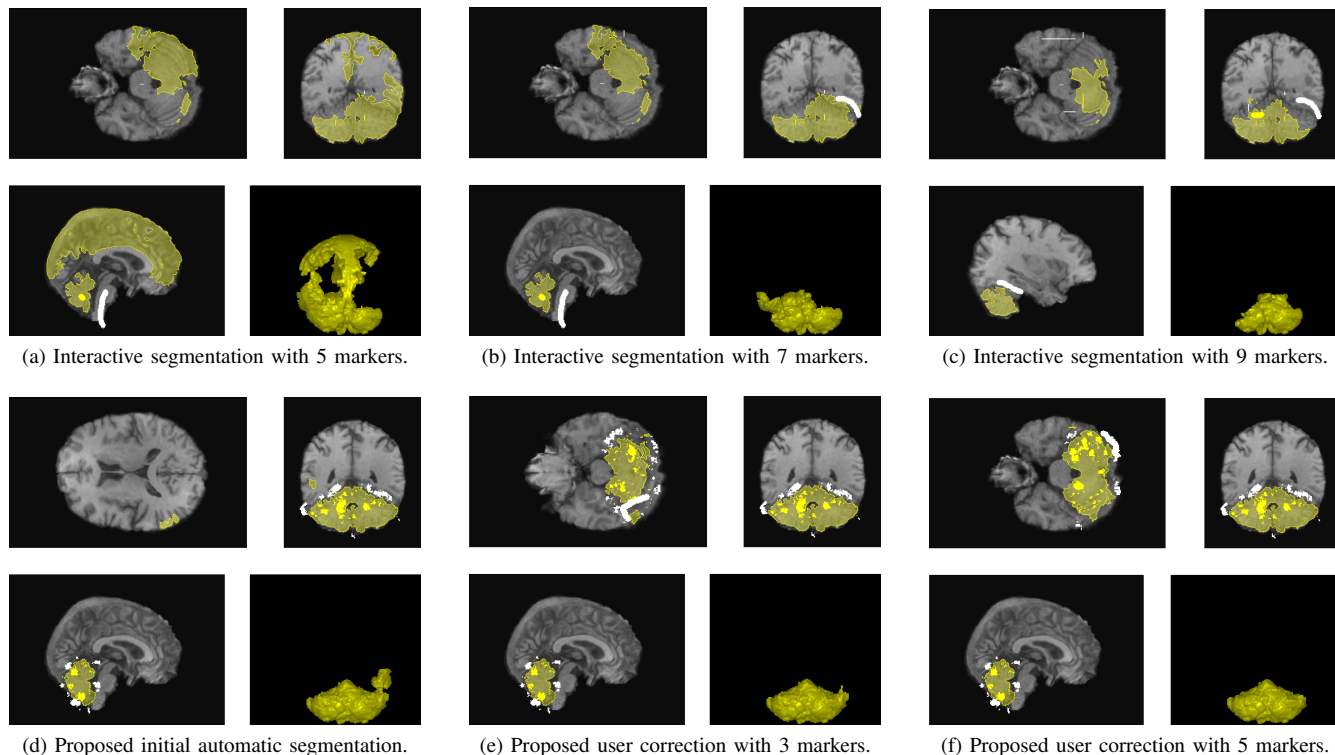 (a) Interactive segmentation with 5 markers.
(b) Interactive segmentation with 7 markers.
(c) Interactive segmentation with 9 markers.
(d) Proposed initial automatic segmentation.
(e) Proposed user correction with 3 markers.
(f) Proposed user correction with 5 markers.